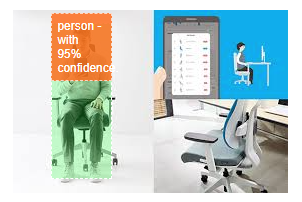 person -
with
95%
confidence